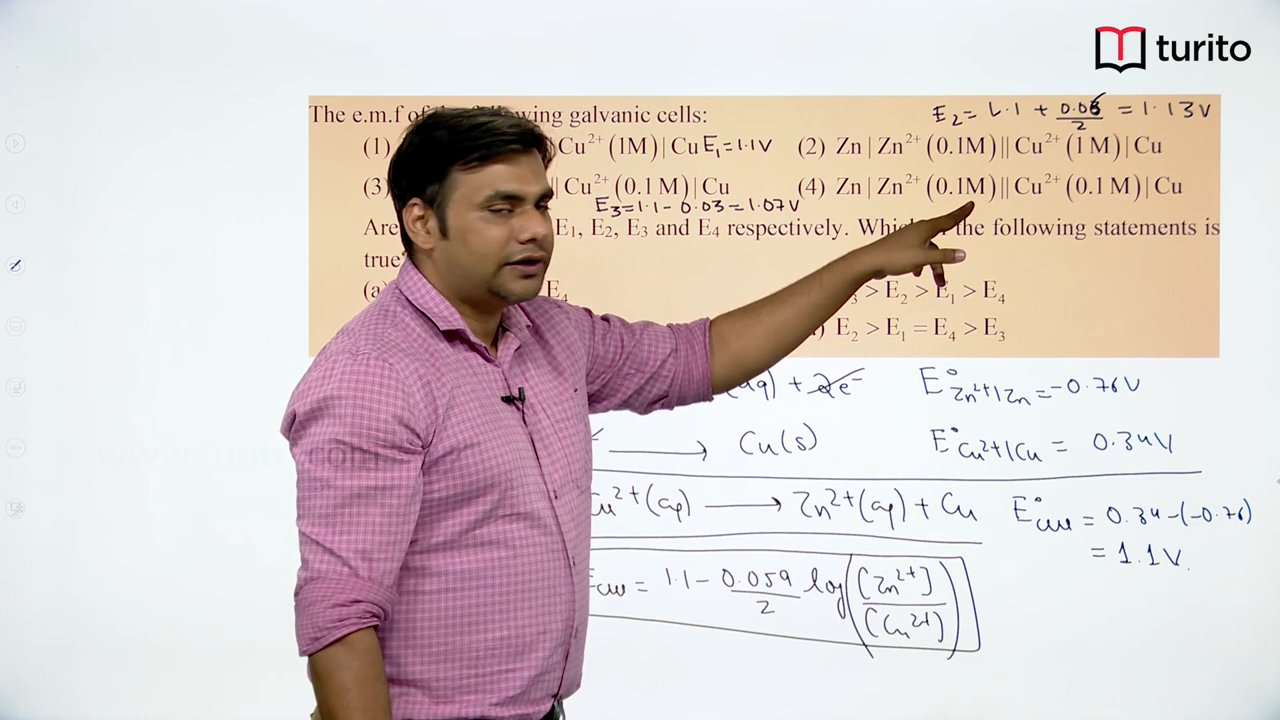 turito
The e.m.f of
wing galvanic cells:
E₂ = 1.1 + 0.06/2 = 1.13V
(1)
Cu²⁺(1M)|Cu E₁=1.1V
(2) Zn|Zn²⁺(0.1M)||Cu²⁺(1M)|Cu
(3)
||Cu²⁺(0.1M)|Cu
(4) Zn|Zn²⁺(0.1M)||Cu²⁺(0.1M)|Cu
E₃=1.1-0.03=1.07V
Are
E₁, E₂, E₃ and E₄ respectively. Whic
the following statements is
true
(a)
E₄
₃ > E₂ > E₁ > E₄
) E₂ > E₁ = E₄ > E₃
(aq) + 2e⁻
E°Zn²⁺|Zn = -0.76V
→ Cu(s)
E°Cu²⁺|Cu = 0.34V
Cu²⁺(aq) → Zn²⁺(aq) + Cu
E°cell = 0.34-(-0.76)
= 1.1V.
Ecell = 1.1 - 0.059/2 log([Zn²⁺]/[Cu²⁺])